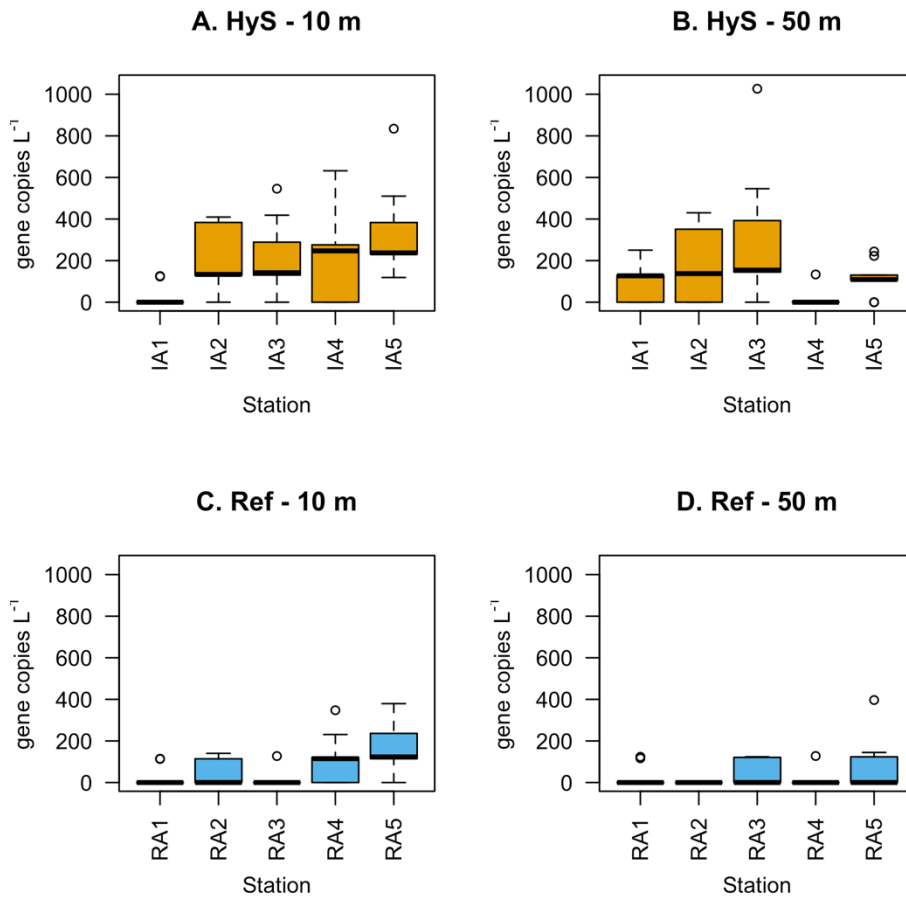 A. HyS - 10 m
gene copies L⁻¹
1000
800
600
400
200
0
IA1 IA2 IA3 IA4 IA5
Station
B. HyS - 50 m
gene copies L⁻¹
1000
800
600
400
200
0
IA1 IA2 IA3 IA4 IA5
Station
C. Ref - 10 m
gene copies L⁻¹
1000
800
600
400
200
0
RA1 RA2 RA3 RA4 RA5
Station
D. Ref - 50 m
gene copies L⁻¹
1000
800
600
400
200
0
RA1 RA2 RA3 RA4 RA5
Station